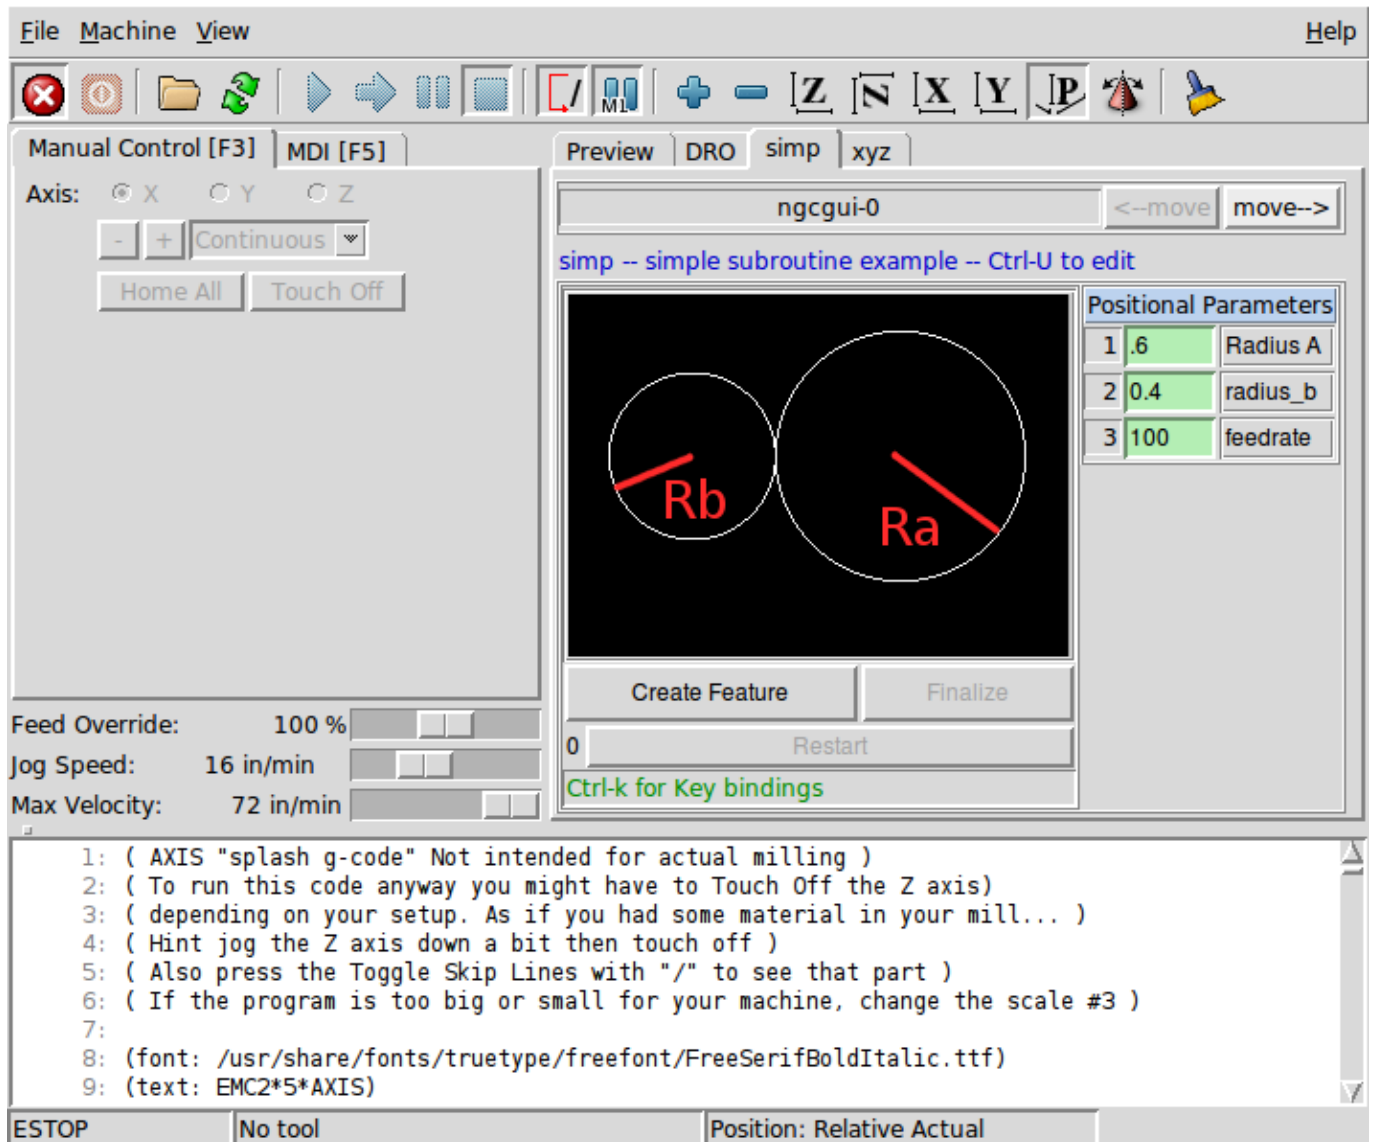 File Machine View Help
M1 Z N X Y P
Manual Control [F3] MDI [F5] Preview DRO simp xyz
Axis: X Y Z
ngcgui-0 <--move move-->
- + Continuous
simp -- simple subroutine example -- Ctrl-U to edit
Home All Touch Off
Positional Parameters
1 .6 Radius A
2 0.4 radius_b
3 100 feedrate
Rb
Ra
Create Feature Finalize
Feed Override: 100 %
0 Restart
Jog Speed: 16 in/min
Ctrl-k for Key bindings
Max Velocity: 72 in/min
1: ( AXIS "splash g-code" Not intended for actual milling )
2: ( To run this code anyway you might have to Touch Off the Z axis)
3: ( depending on your setup. As if you had some material in your mill... )
4: ( Hint jog the Z axis down a bit then touch off )
5: ( Also press the Toggle Skip Lines with "/" to see that part )
6: ( If the program is too big or small for your machine, change the scale #3 )
7:
8: (font: /usr/share/fonts/truetype/freefont/FreeSerifBoldItalic.ttf)
9: (text: EMC2*5*AXIS)
ESTOP No tool Position: Relative Actual